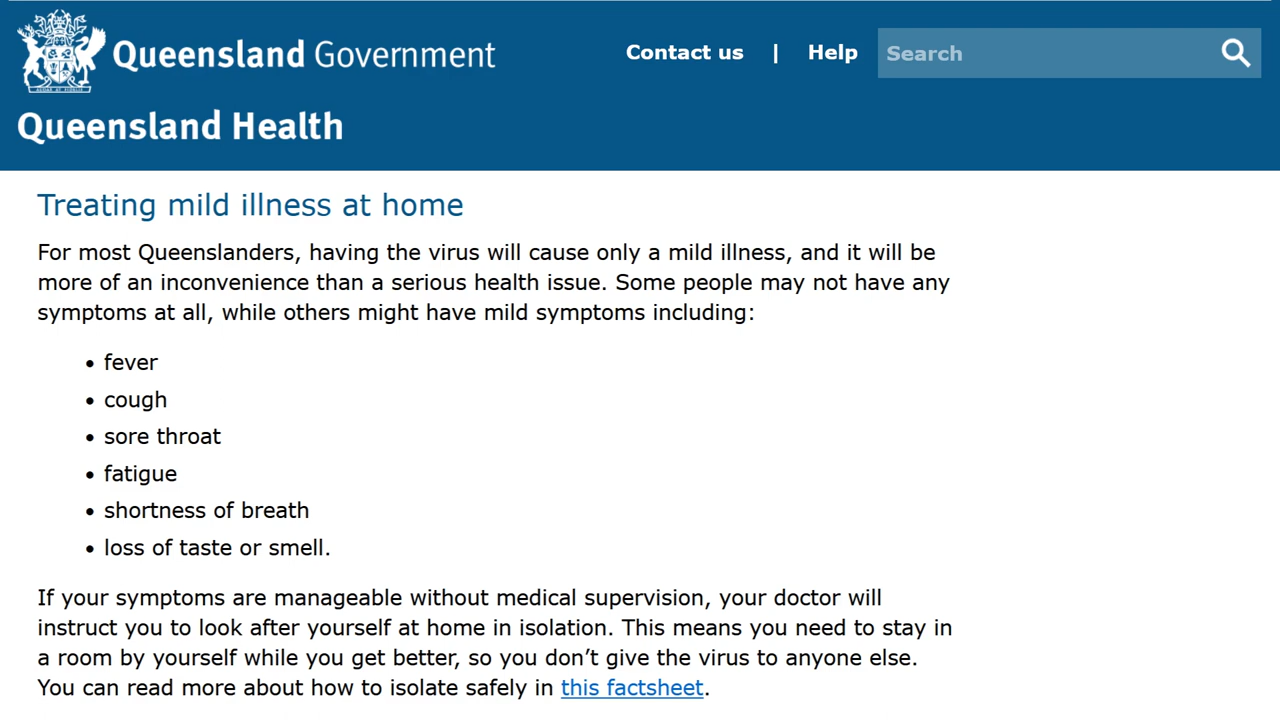 Queensland Government
Contact us | Help
Search
Queensland Health
Treating mild illness at home
For most Queenslanders, having the virus will cause only a mild illness, and it will be
more of an inconvenience than a serious health issue. Some people may not have any
symptoms at all, while others might have mild symptoms including:
• fever
• cough
• sore throat
• fatigue
• shortness of breath
• loss of taste or smell.
If your symptoms are manageable without medical supervision, your doctor will
instruct you to look after yourself at home in isolation. This means you need to stay in
a room by yourself while you get better, so you don’t give the virus to anyone else.
You can read more about how to isolate safely in this factsheet.